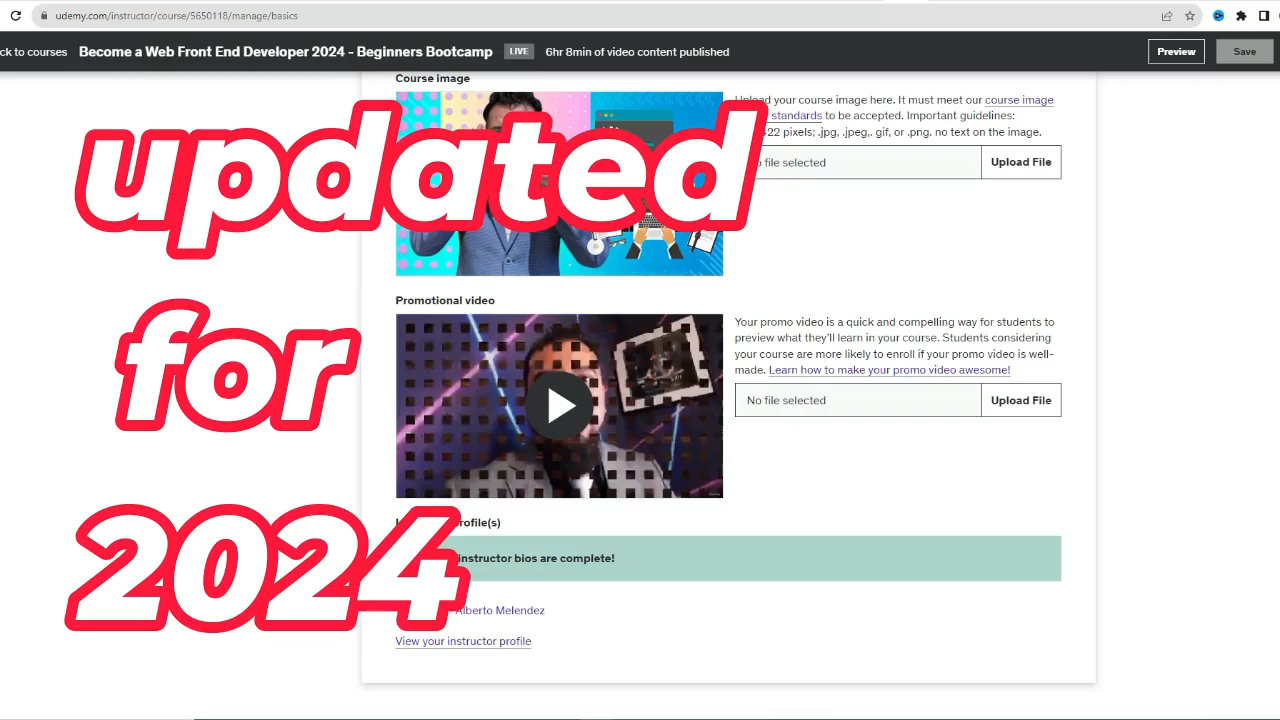 udemy.com/instructor/course/5650118/manage/basics
ck to courses Become a Web Front End Developer 2024 - Beginners Bootcamp LIVE 6hr 8min of video content published Preview Save
Course image
Upload your course image here. It must meet our course image
standards to be accepted. Important guidelines:
422 pixels; .jpg, .jpeg, .gif, or .png. no text on the image.
file selected Upload File
updated
Promotional video
Your promo video is a quick and compelling way for students to
preview what they'll learn in your course. Students considering
your course are more likely to enroll if your promo video is well-
made. Learn how to make your promo video awesome!
No file selected Upload File
for
rofile(s)
instructor bios are complete!
2024
Alberto Melendez
View your instructor profile